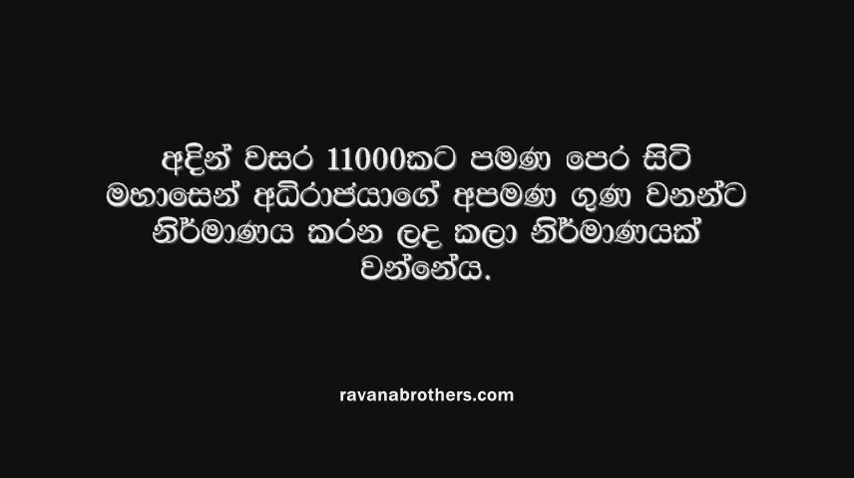 අදින් වසර 11000කට පමණ පෙර සිටි
මහාසෙන් අධිරාජයාගේ අපමණ ගුණ වනන්ට
නිර්මාණය කරන ලද කලා නිර්මාණයක්
වන්නේය.
ravanabrothers.com